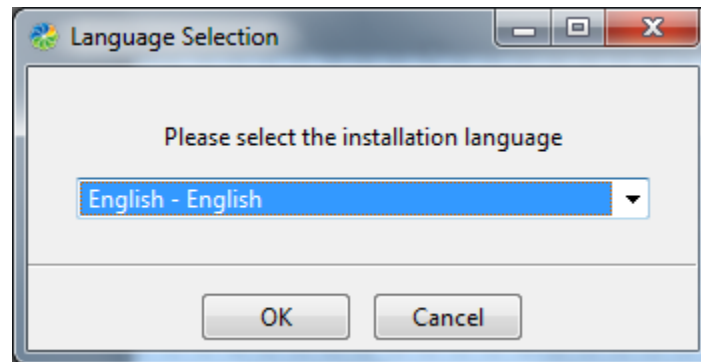 Language Selection
Please select the installation language
English - English
OK
Cancel